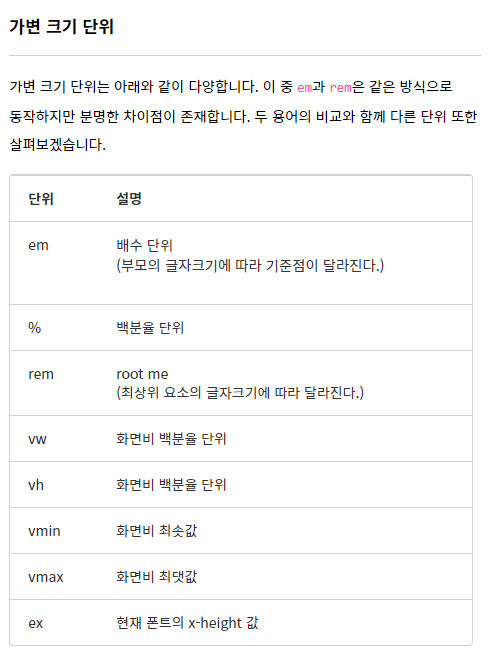 가변 크기 단위
가변 크기 단위는 아래와 같이 다양합니다. 이 중 em과 rem은 같은 방식으로
동작하지만 분명한 차이점이 존재합니다. 두 용어의 비교와 함께 다른 단위 또한
살펴보겠습니다.
단위 설명
em 배수 단위
(부모의 글자크기에 따라 기준점이 달라진다.)
% 백분율 단위
rem root me
(최상위 요소의 글자크기에 따라 달라진다.)
vw 화면비 백분율 단위
vh 화면비 백분율 단위
vmin 화면비 최솟값
vmax 화면비 최댓값
ex 현재 폰트의 x-height 값